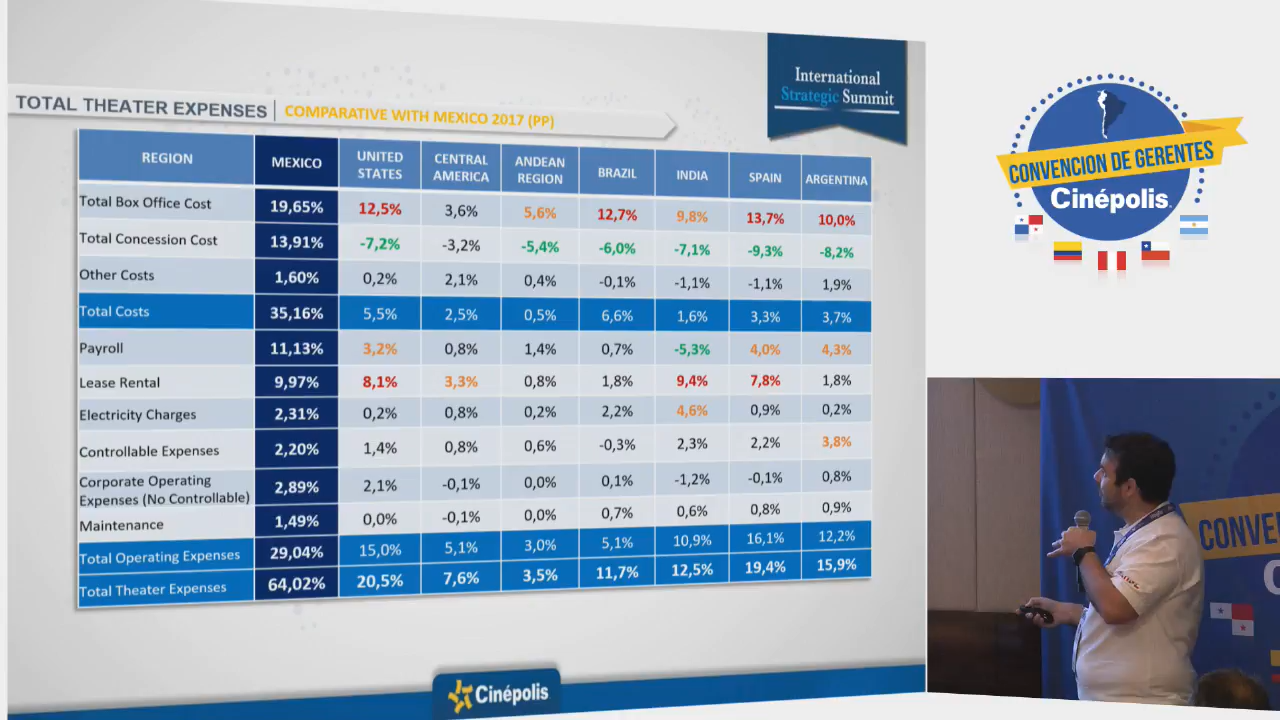 International
Strategic Summit
TOTAL THEATER EXPENSES | COMPARATIVE WITH MEXICO 2017 (PP)
REGION MEXICO UNITED STATES CENTRAL AMERICA ANDEAN REGION BRAZIL INDIA SPAIN ARGENTINA
Total Box Office Cost 19,65% 12,5% 3,6% 5,6% 12,7% 9,8% 13,7% 10,0%
Total Concession Cost 13,91% -7,2% -3,2% -5,4% -6,0% -7,1% -9,3% -8,2%
Other Costs 1,60% 0,2% 2,1% 0,4% -0,1% -1,1% -1,1% 1,9%
Total Costs 35,16% 5,5% 2,5% 0,5% 6,6% 1,6% 3,3% 3,7%
Payroll 11,13% 3,2% 0,8% 1,4% 0,7% -5,3% 4,0% 4,3%
Lease Rental 9,97% 8,1% 3,3% 0,8% 1,8% 9,4% 7,8% 1,8%
Electricity Charges 2,31% 0,2% 0,8% 0,2% 2,2% 4,6% 0,9% 0,2%
Controllable Expenses 2,20% 1,4% 0,8% 0,6% -0,3% 2,3% 2,2% 3,8%
Corporate Operating
Expenses (No Controllable) 2,89% 2,1% -0,1% 0,0% 0,1% -1,2% -0,1% 0,8%
Maintenance 1,49% 0,0% -0,1% 0,0% 0,7% 0,6% 0,8% 0,9%
Total Operating Expenses 29,04% 15,0% 5,1% 3,0% 5,1% 10,9% 16,1% 12,2%
Total Theater Expenses 64,02% 20,5% 7,6% 3,5% 11,7% 12,5% 19,4% 15,9%
Cinépolis
CONVENCION DE GERENTES
Cinépolis
CONVEN
C